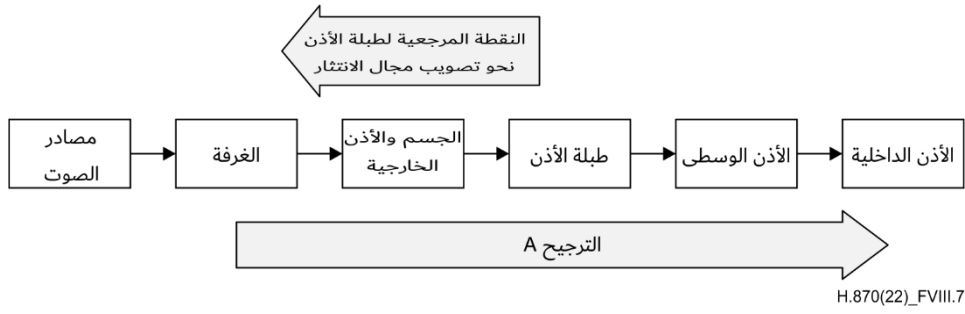 النقطة المرجعية لطبلة الأذن
نحو تصويب مجال الانتثار
مصادر
الصوت
الغرفة
الجسم والأذن
الخارجية
طبلة الأذن
الأذن الوسطى
الأذن الداخلية
الترجيح A
H.870(22)_FVIII.7